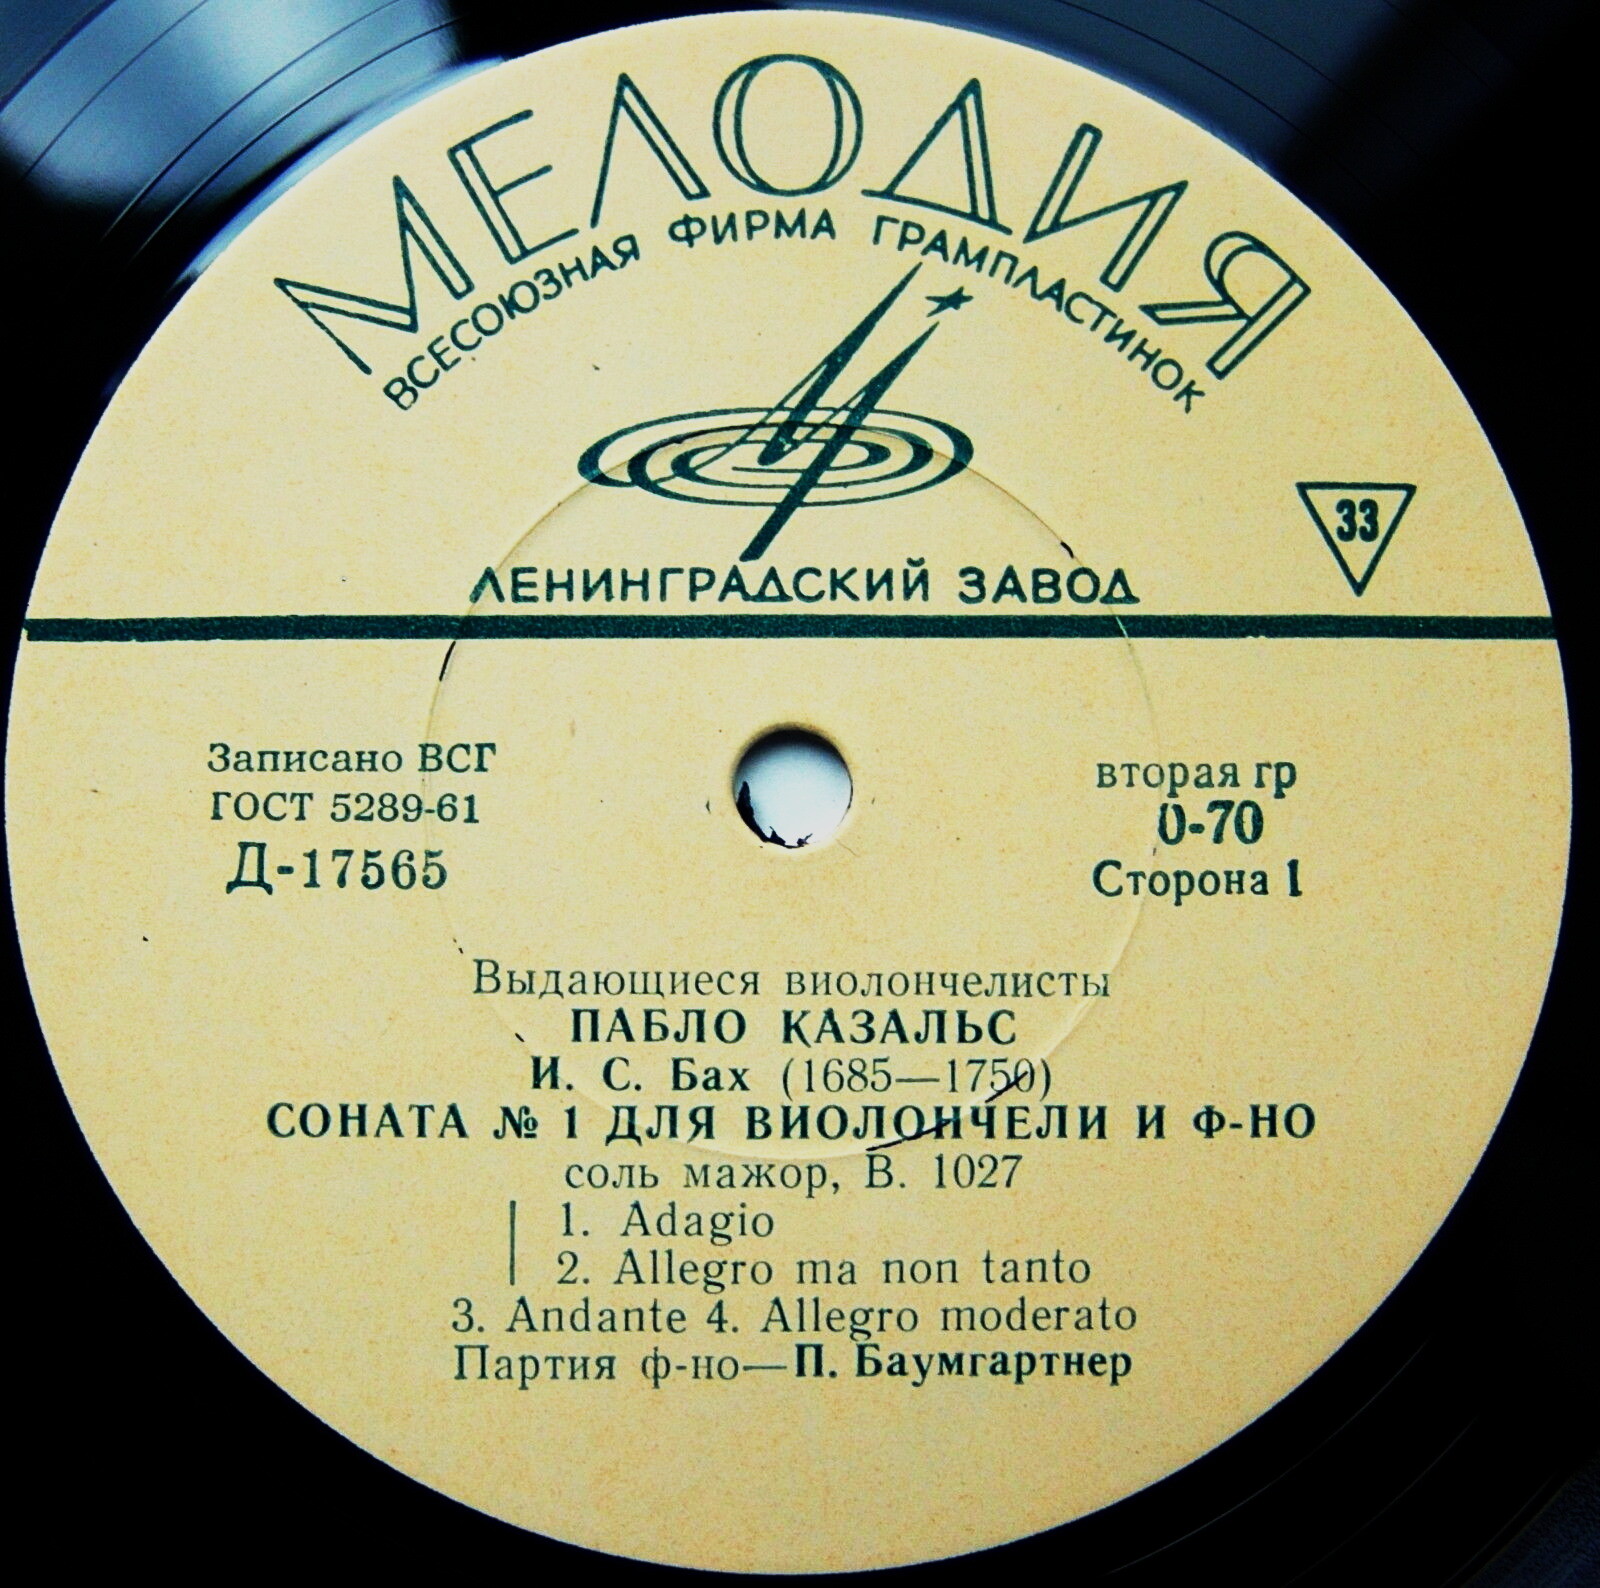 МЕЛОДИЯ
ВСЕСОЮЗНАЯ ФИРМА ГРАМПЛАСТИНОК
ЛЕНИНГРАДСКИЙ ЗАВОД
33
Записано ВСГ
ГОСТ 5289-61
Д-17565
вторая гр
0-70
Сторона 1
Выдающиеся виолончелисты
ПАБЛО КАЗАЛЬС
И. С. Бах (1685—1750)
СОНАТА № 1 ДЛЯ ВИОЛОНЧЕЛИ И Ф-НО
соль мажор, В. 1027
1. Adagio
2. Allegro ma non tanto
3. Andante 4. Allegro moderato
Партия ф-но—П. Баумгартнер